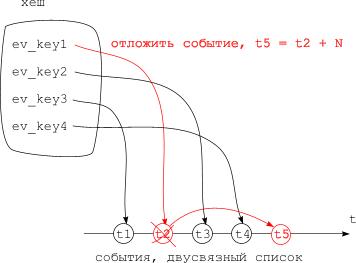 хеш
ev_key1
отложить событие, t5 = t2 + N
ev_key2
ev_key3
ev_key4
t
t1 t2 t3 t4 t5
события, двусвязный список